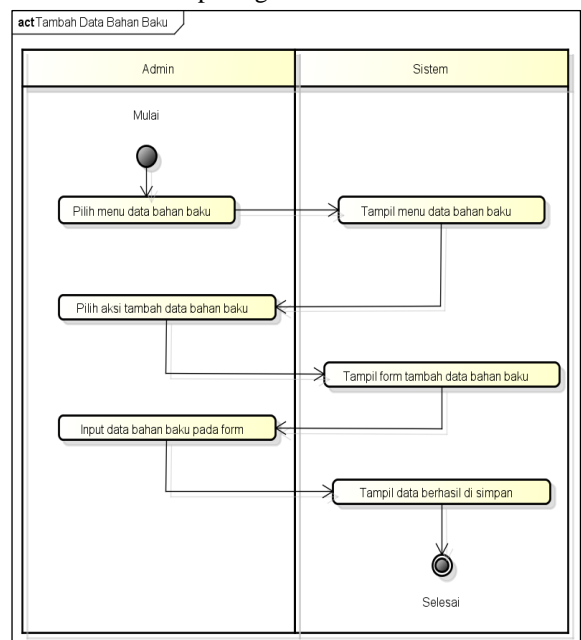 act Tambah Data Bahan Baku
Admin
Sistem
Mulai
Pilih menu data bahan baku
Tampil menu data bahan baku
Pilih aksi tambah data bahan baku
Tampil form tambah data bahan baku
Input data bahan baku pada form
Tampil data berhasil di simpan
Selesai